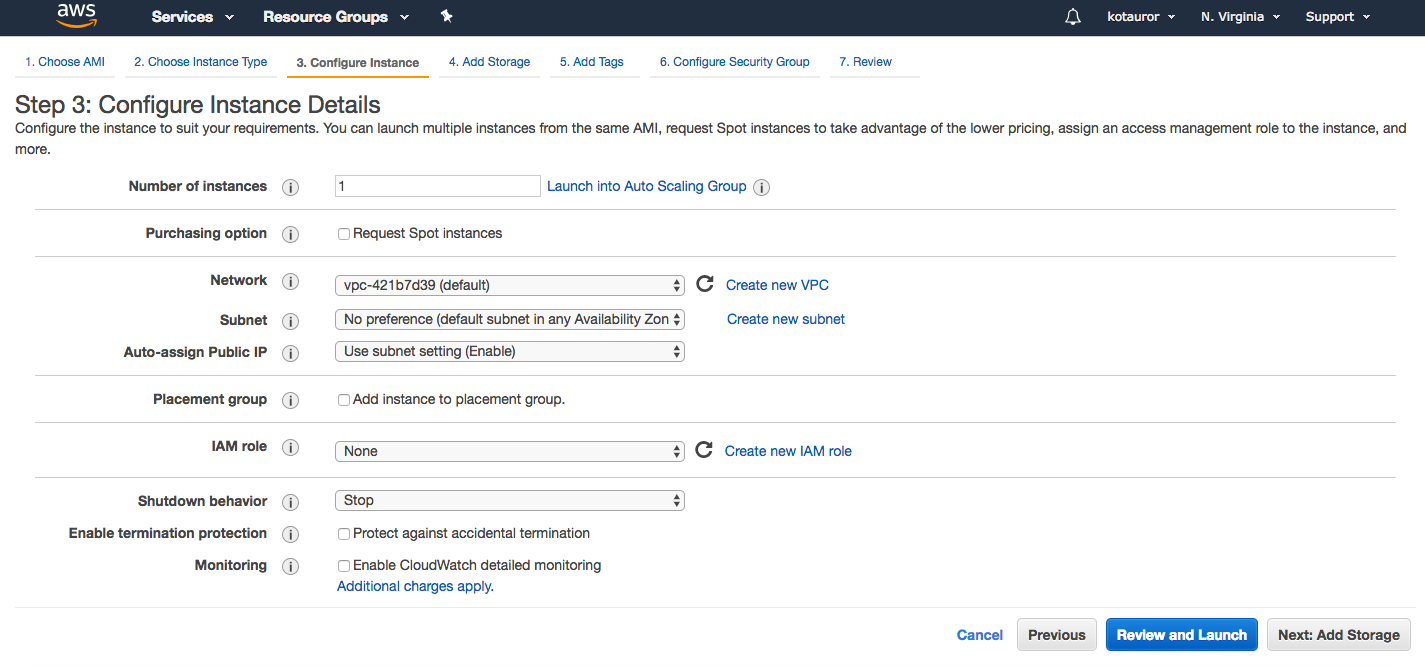 aws Services Resource Groups kotauror N. Virginia Support
1. Choose AMI 2. Choose Instance Type 3. Configure Instance 4. Add Storage 5. Add Tags 6. Configure Security Group 7. Review
Step 3: Configure Instance Details
Configure the instance to suit your requirements. You can launch multiple instances from the same AMI, request Spot instances to take advantage of the lower pricing, assign an access management role to the instance, and
more.
Number of instances i 1 Launch into Auto Scaling Group i
Purchasing option i Request Spot instances
Network i vpc-421b7d39 (default) Create new VPC
Subnet i No preference (default subnet in any Availability Zon Create new subnet
Auto-assign Public IP i Use subnet setting (Enable)
Placement group i Add instance to placement group.
IAM role i None Create new IAM role
Shutdown behavior i Stop
Enable termination protection i Protect against accidental termination
Monitoring i Enable CloudWatch detailed monitoring
Additional charges apply.
Cancel Previous Review and Launch Next: Add Storage